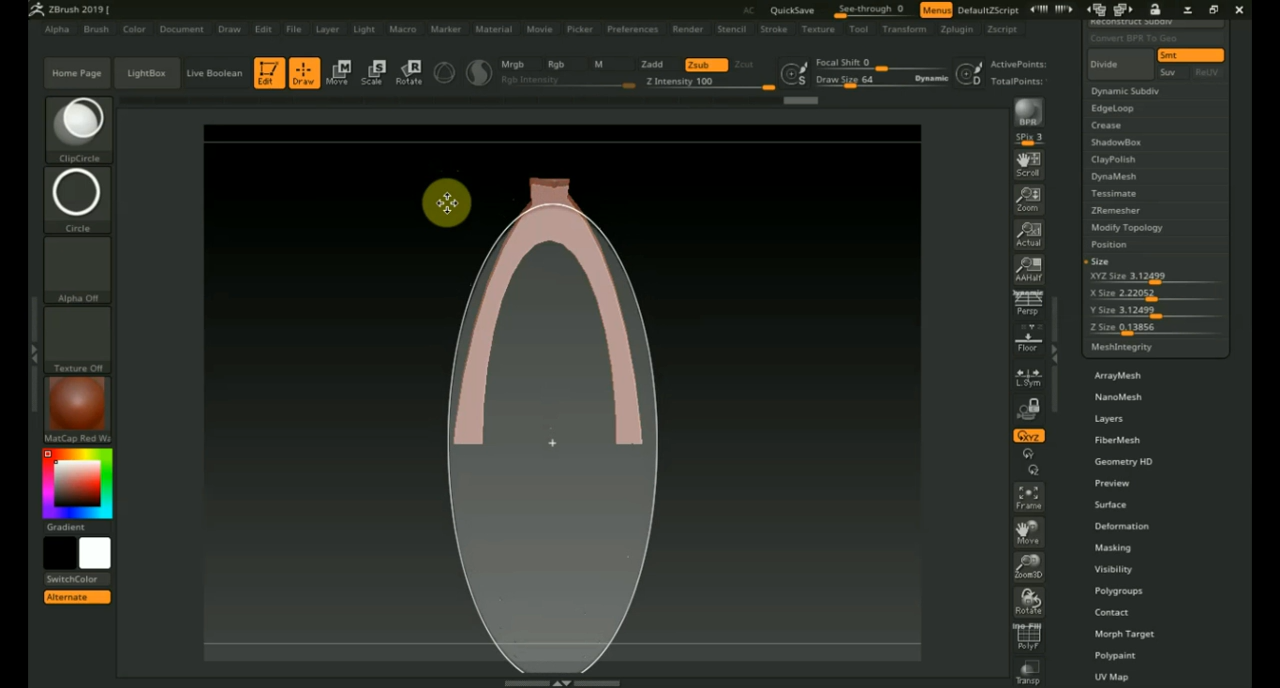 ZBrush 2019 [
AC QuickSave See-through 0 Menus DefaultZScript
Alpha Brush Color Document Draw Edit File Layer Light Macro Marker Material Movie Picker Preferences Render Stencil Stroke Texture Tool Transform Zplugin Zscript
Home Page LightBox Live Boolean Edit Draw Move Scale Rotate
Mrgb Rgb M Zadd Zsub Zcut
Rgb Intensity Z Intensity 100
Focal Shift 0
Draw Size 64 Dynamic
S D
ActivePoints:
TotalPoints:
ClipCircle
Circle
Alpha Off
Texture Off
MatCap Red Wa
Gradient
SwitchColor
Alternate
BPR
SPix 3
Scroll
Zoom
Actual
AAHalf
Dynamic
Persp
Floor
L.Sym
XYZ
Y
Z
Frame
Move
Zoom3D
Rotate
PolyF
Transp
Reconstruct Subdiv
Convert BPR To Geo
Divide Smt
Suv ReUV
Dynamic Subdiv
EdgeLoop
Crease
ShadowBox
ClayPolish
DynaMesh
Tessimate
ZRemesher
Modify Topology
Position
Size
XYZ Size 3.12499
X Size 2.22052
Y Size 3.12499
Z Size 0.13856
MeshIntegrity
ArrayMesh
NanoMesh
Layers
FiberMesh
Geometry HD
Preview
Surface
Deformation
Masking
Visibility
Polygroups
Contact
Morph Target
Polypaint
UV Map